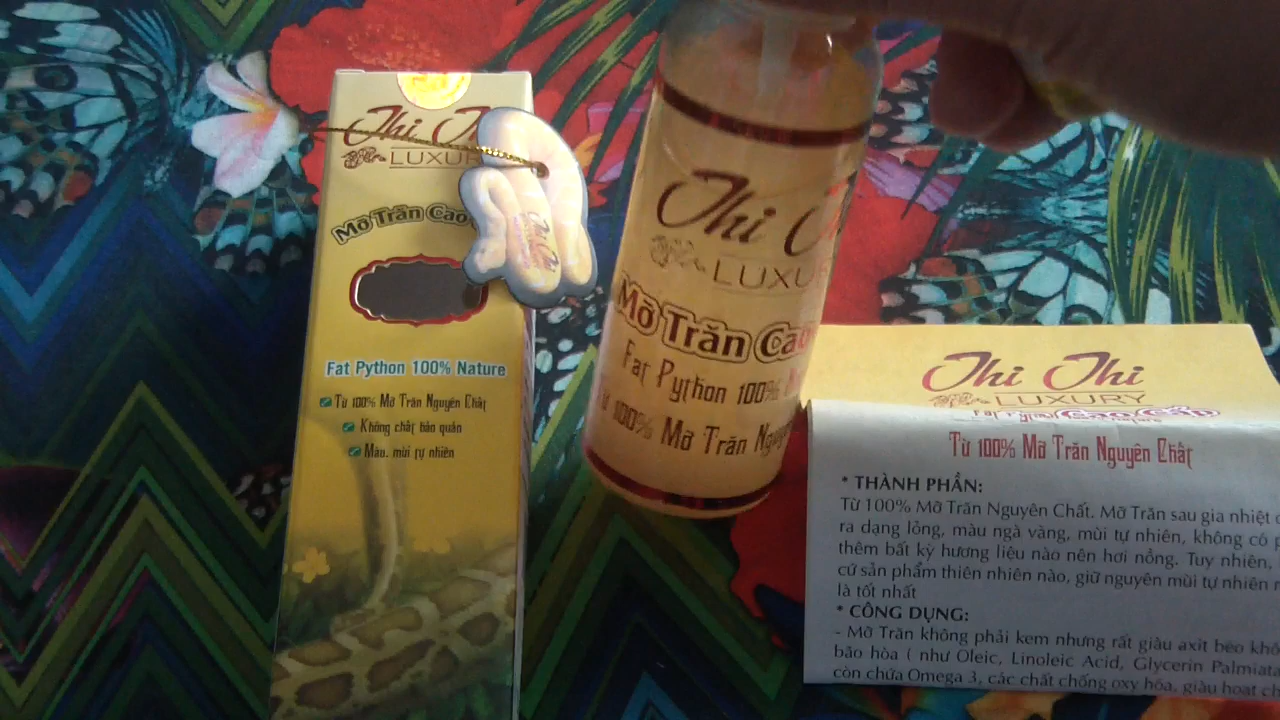 Thi
LUXURY
Mỡ Trăn Cao
Fat Python 100% Nature
Từ 100% Mỡ Trăn Nguyên Chất
Không chất bảo quản
Màu, mùi tự nhiên
Thi Thi
Thi
LUXURY
Mỡ Trăn Cao
Fat Python 100%
100% Mỡ Trăn
Thi Thi
LUXURY
Fat Python Nature
Cao Cấp
Từ 100% Mỡ Trăn Nguyên Chất
* THÀNH PHẦN:
Từ 100% Mỡ Trăn Nguyên Chất. Mỡ Trăn sau gia nhiệt
ra dạng lỏng, màu ngà vàng, mùi tự nhiên, không có
thêm bất kỳ hương liệu nào nên hơi nồng. Tuy nhiên,
cứ sản phẩm thiên nhiên nào, giữ nguyên mùi tự nhiên
là tốt nhất
* CÔNG DỤNG:
- Mỡ Trăn không phải kem nhưng rất giàu axit béo
bão hòa ( như Oleic, Linoleic Acid, Glycerin Palmiata
còn chứa Omega 3, các chất chống oxy hóa, giàu hoạt